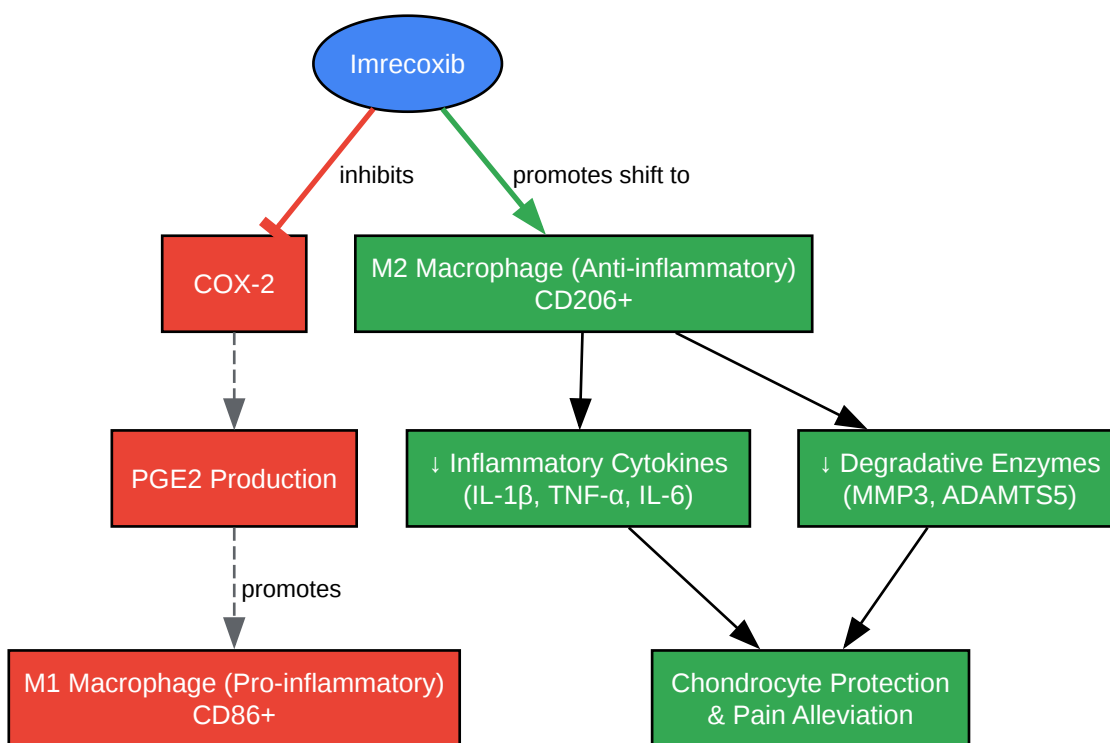 Imrecoxib
inhibits
promotes shift to
COX-2
M2 Macrophage (Anti-inflammatory)
CD206+
PGE2 Production
↓ Inflammatory Cytokines
(IL-1β, TNF-α, IL-6)
↓ Degradative Enzymes
(MMP3, ADAMTS5)
promotes
M1 Macrophage (Pro-inflammatory)
CD86+
Chondrocyte Protection
& Pain Alleviation